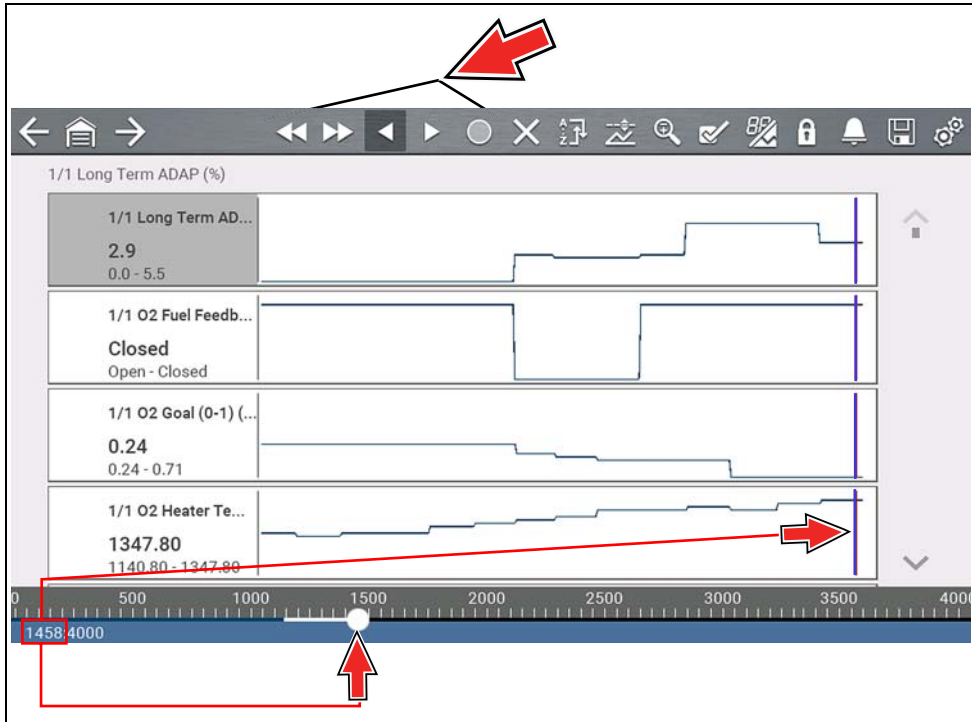 1/1 Long Term ADAP (%)
1/1 Long Term AD...
2.9
0.0 - 5.5
1/1 O2 Fuel Feedb...
Closed
Open - Closed
1/1 O2 Goal (0-1) (...
0.24
0.24 - 0.71
1/1 O2 Heater Te...
1347.80
1140.80 - 1347.80
0 500 1000 1500 2000 2500 3000 3500 4000
1458:4000